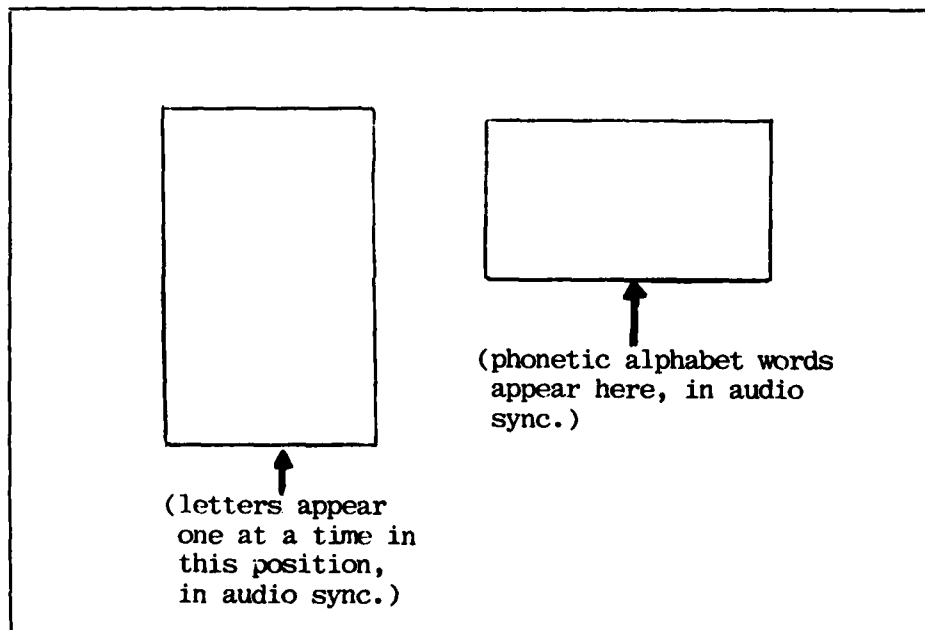 (phonetic alphabet words
appear here, in audio
sync.)
(letters appear
one at a time in
this position,
in audio sync.)